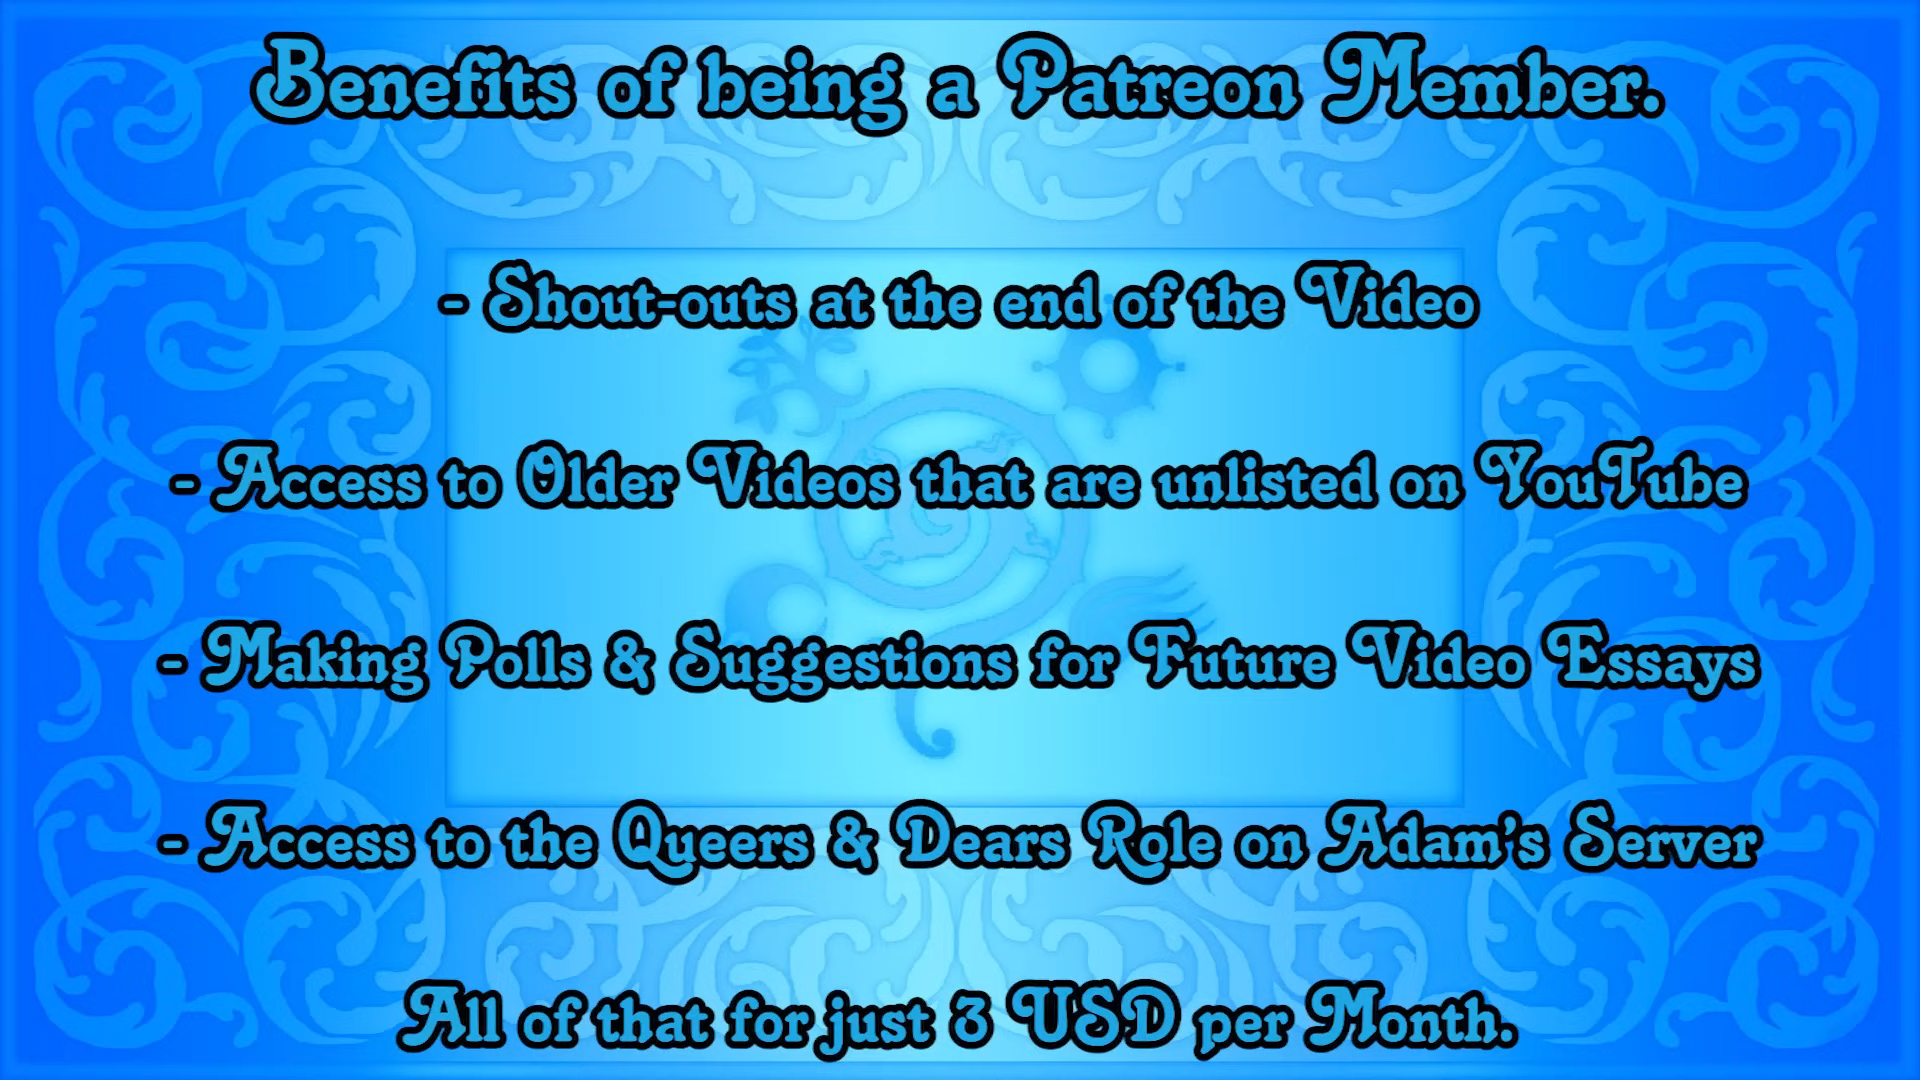 Benefits of being a Patreon Member.
- Shout-outs at the end of the Video
- Access to Older Videos that are unlisted on YouTube
- Making Polls & Suggestions for Future Video Essays
- Access to the Queers & Dears Role on Adam's Server
All of that for just 3 USD per Month.